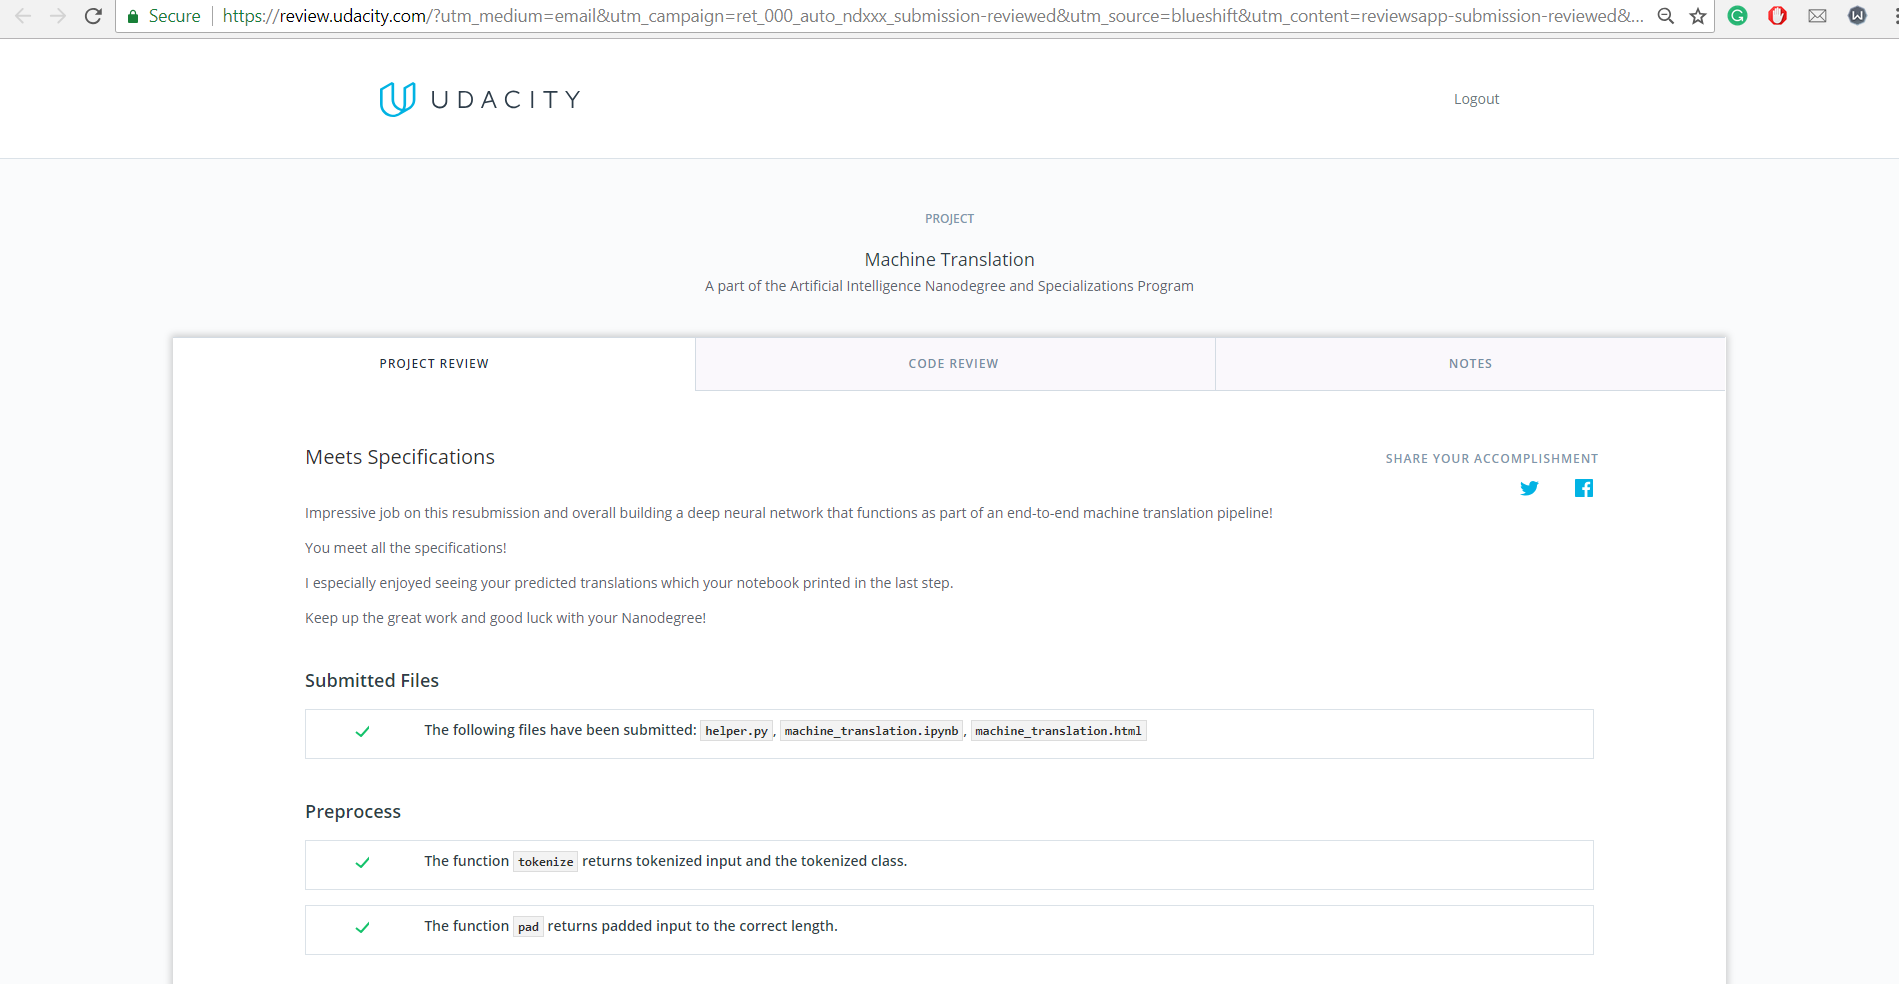 Secure https://review.udacity.com/?utm_medium=email&utm_campaign=ret_000_auto_ndxxx_submission-reviewed&utm_source=blueshift&utm_content=reviewsapp-submission-reviewed&...
UDACITY
Logout
PROJECT
Machine Translation
A part of the Artificial Intelligence Nanodegree and Specializations Program
PROJECT REVIEW CODE REVIEW NOTES
Meets Specifications
SHARE YOUR ACCOMPLISHMENT
Impressive job on this resubmission and overall building a deep neural network that functions as part of an end-to-end machine translation pipeline!
You meet all the specifications!
I especially enjoyed seeing your predicted translations which your notebook printed in the last step.
Keep up the great work and good luck with your Nanodegree!
Submitted Files
The following files have been submitted: helper.py, machine_translation.ipynb, machine_translation.html
Preprocess
The function tokenize returns tokenized input and the tokenized class.
The function pad returns padded input to the correct length.